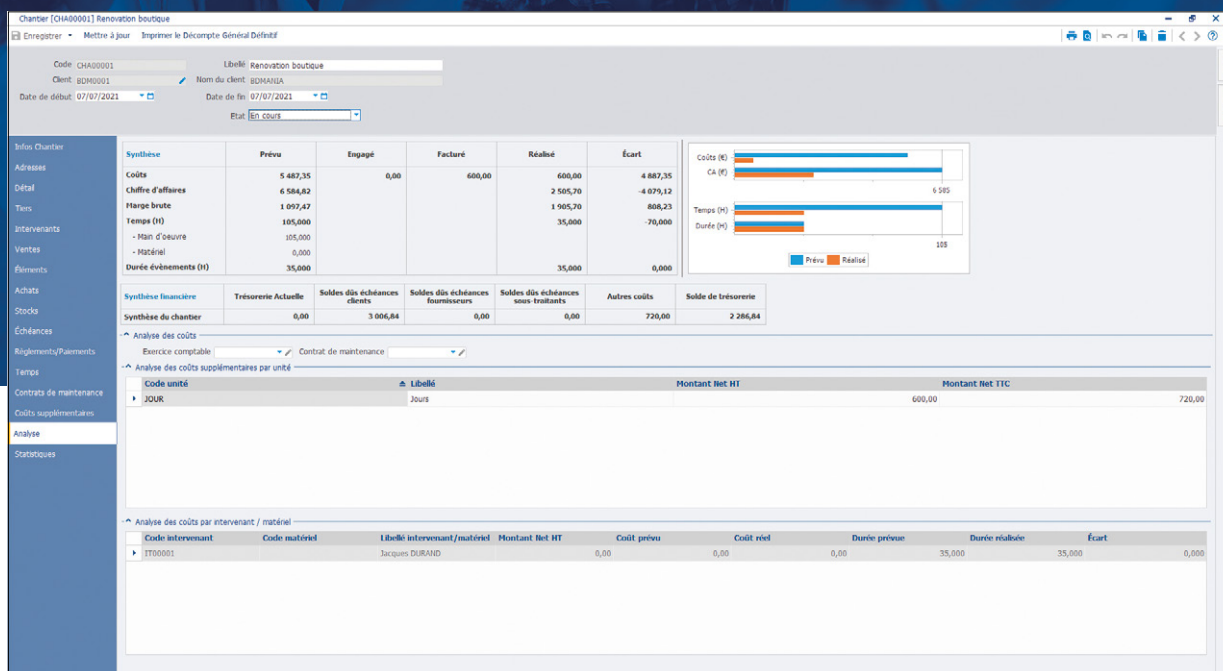 Chantier [CHA00001] Renovation boutique
Enregistrer Mettre à jour Imprimer le Décompte Général Définitif
Code CHA00001 Libellé Renovation boutique
Client BDM0001 Nom du client BDMANIA
Date de début 07/07/2021 Date de fin 07/07/2021
Etat En cours
Infos Chantier
Adresses
Détail
Tiers
Intervenants
Ventes
Éléments
Achats
Stocks
Échéances
Règlements/Paiements
Temps
Contrats de maintenance
Coûts supplémentaires
Analyse
Statistiques
Synthèse Prévu Engagé Facturé Réalisé Écart
Coûts 5 487,35 0,00 600,00 600,00 4 887,35
Chiffre d'affaires 6 584,82 2 505,70 -4 079,12
Marge brute 1 097,47 1 905,70 808,23
Temps (H) 105,000 35,000 -70,000
- Main d'oeuvre 105,000
- Matériel 0,000
Durée évènements (H) 35,000 35,000 0,000
Coûts (€)
CA (€)
6 585
Temps (H)
Durée (H)
105
Prévu Réalisé
Synthèse financière Trésorerie Actuelle Soldes dûs échéances clients Soldes dûs échéances fournisseurs Soldes dûs échéances sous-traitants Autres coûts Solde de trésorerie
Synthèse du chantier 0,00 3 006,84 0,00 0,00 720,00 2 286,84
Analyse des coûts
Exercice comptable Contrat de maintenance
Analyse des coûts supplémentaires par unité
Code unité Libellé Montant Net HT Montant Net TTC
JOUR Jours 600,00 720,00
Analyse des coûts par intervenant / matériel
Code intervenant Code matériel Libellé intervenant/matériel Montant Net HT Coût prévu Coût réel Durée prévue Durée réalisée Écart
IT00001 Jacques DURAND 0,00 0,00 0,00 35,000 35,000 0,000